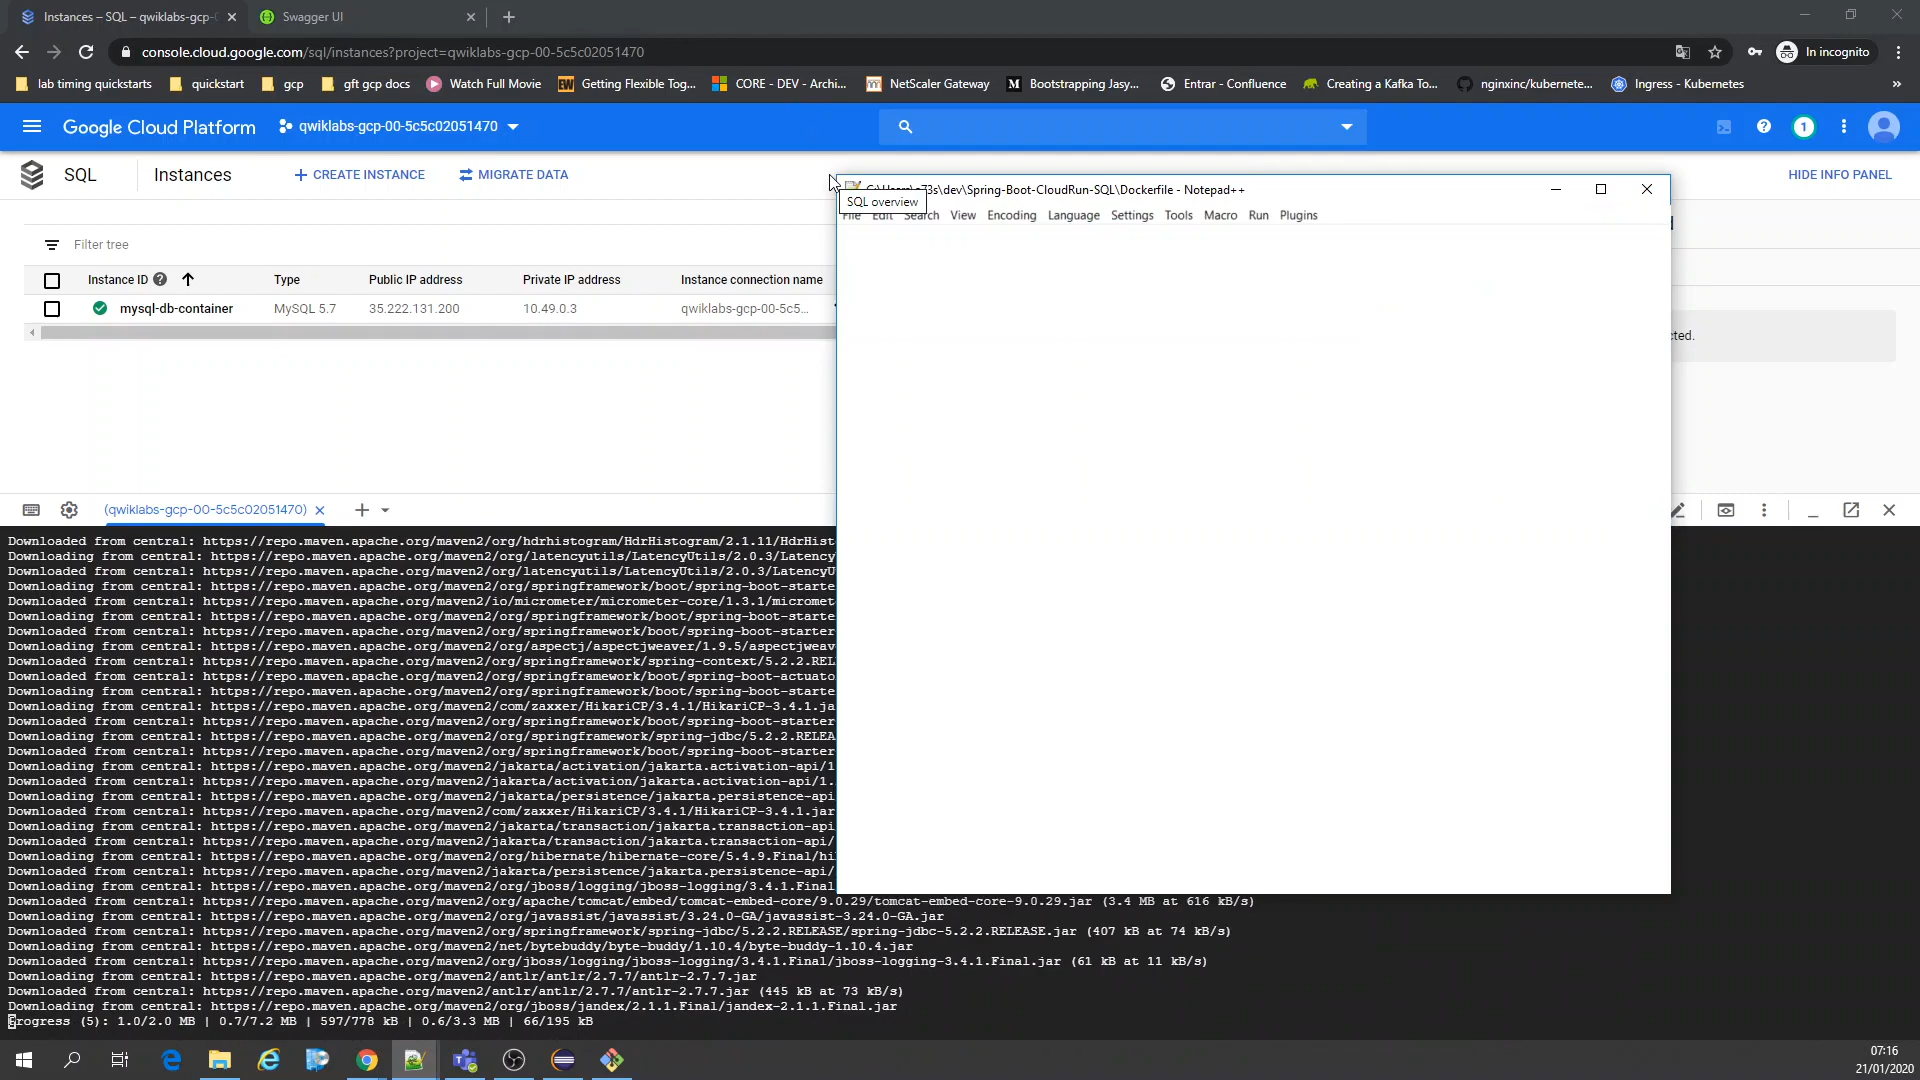 Instances – SQL – qwiklabs-gcp-0
Swagger UI
console.cloud.google.com/sql/instances?project=qwiklabs-gcp-00-5c5c02051470
In incognito
lab timing quickstarts
quickstart
gcp
gft gcp docs
Watch Full Movie
Getting Flexible Tog...
CORE - DEV - Archi...
NetScaler Gateway
Bootstrapping Jasy...
Entrar - Confluence
Creating a Kafka To...
nginxinc/kubernete...
Ingress - Kubernetes
»
Google Cloud Platform
qwiklabs-gcp-00-5c5c02051470
1
SQL
Instances
CREATE INSTANCE
MIGRATE DATA
HIDE INFO PANEL
\dev\Spring-Boot-CloudRun-SQL\Dockerfile - Notepad++
SQL overview
File Edit Search View Encoding Language Settings Tools Macro Run Plugins
Filter tree
Instance ID Type Public IP address Private IP address Instance connection name
mysql-db-container MySQL 5.7 35.222.131.200 10.49.0.3 qwiklabs-gcp-00-5c5...
cted.
(qwiklabs-gcp-00-5c5c02051470)
Downloaded from central: https://repo.maven.apache.org/maven2/org/hdrhistogram/HdrHistogram/2.1.11/HdrHist
Downloading from central: https://repo.maven.apache.org/maven2/org/latencyutils/LatencyUtils/2.0.3/Latency
Downloaded from central: https://repo.maven.apache.org/maven2/org/latencyutils/LatencyUtils/2.0.3/LatencyU
Downloading from central: https://repo.maven.apache.org/maven2/org/springframework/boot/spring-boot-starte
Downloaded from central: https://repo.maven.apache.org/maven2/io/micrometer/micrometer-core/1.3.1/micromet
Downloading from central: https://repo.maven.apache.org/maven2/org/springframework/boot/spring-boot-starte
Downloaded from central: https://repo.maven.apache.org/maven2/org/springframework/boot/spring-boot-starter
Downloading from central: https://repo.maven.apache.org/maven2/org/aspectj/aspectjweaver/1.9.5/aspectjweav
Downloaded from central: https://repo.maven.apache.org/maven2/org/springframework/spring-context/5.2.2.REL
Downloaded from central: https://repo.maven.apache.org/maven2/org/springframework/boot/spring-boot-actuato
Downloading from central: https://repo.maven.apache.org/maven2/org/springframework/boot/spring-boot-starte
Downloading from central: https://repo.maven.apache.org/maven2/com/zaxxer/HikariCP/3.4.1/HikariCP-3.4.1.ja
Downloaded from central: https://repo.maven.apache.org/maven2/org/springframework/boot/spring-boot-starter
Downloading from central: https://repo.maven.apache.org/maven2/org/springframework/spring-jdbc/5.2.2.RELEA
Downloaded from central: https://repo.maven.apache.org/maven2/org/springframework/boot/spring-boot-starter
Downloading from central: https://repo.maven.apache.org/maven2/jakarta/activation/jakarta.activation-api/1
Downloaded from central: https://repo.maven.apache.org/maven2/jakarta/activation/jakarta.activation-api/1.
Downloading from central: https://repo.maven.apache.org/maven2/jakarta/persistence/jakarta.persistence-api
Downloaded from central: https://repo.maven.apache.org/maven2/com/zaxxer/HikariCP/3.4.1/HikariCP-3.4.1.jar
Downloading from central: https://repo.maven.apache.org/maven2/jakarta/transaction/jakarta.transaction-api
Downloaded from central: https://repo.maven.apache.org/maven2/jakarta/transaction/jakarta.transaction-api/
Downloading from central: https://repo.maven.apache.org/maven2/org/hibernate/hibernate-core/5.4.9.Final/hi
Downloaded from central: https://repo.maven.apache.org/maven2/jakarta/persistence/jakarta.persistence-api/
Downloading from central: https://repo.maven.apache.org/maven2/org/jboss/logging/jboss-logging/3.4.1.Final
Downloaded from central: https://repo.maven.apache.org/maven2/org/apache/tomcat/embed/tomcat-embed-core/9.0.29/tomcat-embed-core-9.0.29.jar (3.4 MB at 616 kB/s)
Downloading from central: https://repo.maven.apache.org/maven2/org/javassist/javassist/3.24.0-GA/javassist-3.24.0-GA.jar
Downloaded from central: https://repo.maven.apache.org/maven2/org/springframework/spring-jdbc/5.2.2.RELEASE/spring-jdbc-5.2.2.RELEASE.jar (407 kB at 74 kB/s)
Downloading from central: https://repo.maven.apache.org/maven2/net/bytebuddy/byte-buddy/1.10.4/byte-buddy-1.10.4.jar
Downloaded from central: https://repo.maven.apache.org/maven2/org/jboss/logging/jboss-logging/3.4.1.Final/jboss-logging-3.4.1.Final.jar (61 kB at 11 kB/s)
Downloading from central: https://repo.maven.apache.org/maven2/antlr/antlr/2.7.7/antlr-2.7.7.jar
Downloaded from central: https://repo.maven.apache.org/maven2/antlr/antlr/2.7.7/antlr-2.7.7.jar (445 kB at 73 kB/s)
Downloading from central: https://repo.maven.apache.org/maven2/org/jboss/jandex/2.1.1.Final/jandex-2.1.1.Final.jar
Progress (5): 1.0/2.0 MB | 0.7/7.2 MB | 597/778 kB | 0.6/3.3 MB | 66/195 kB
07:16
21/01/2020